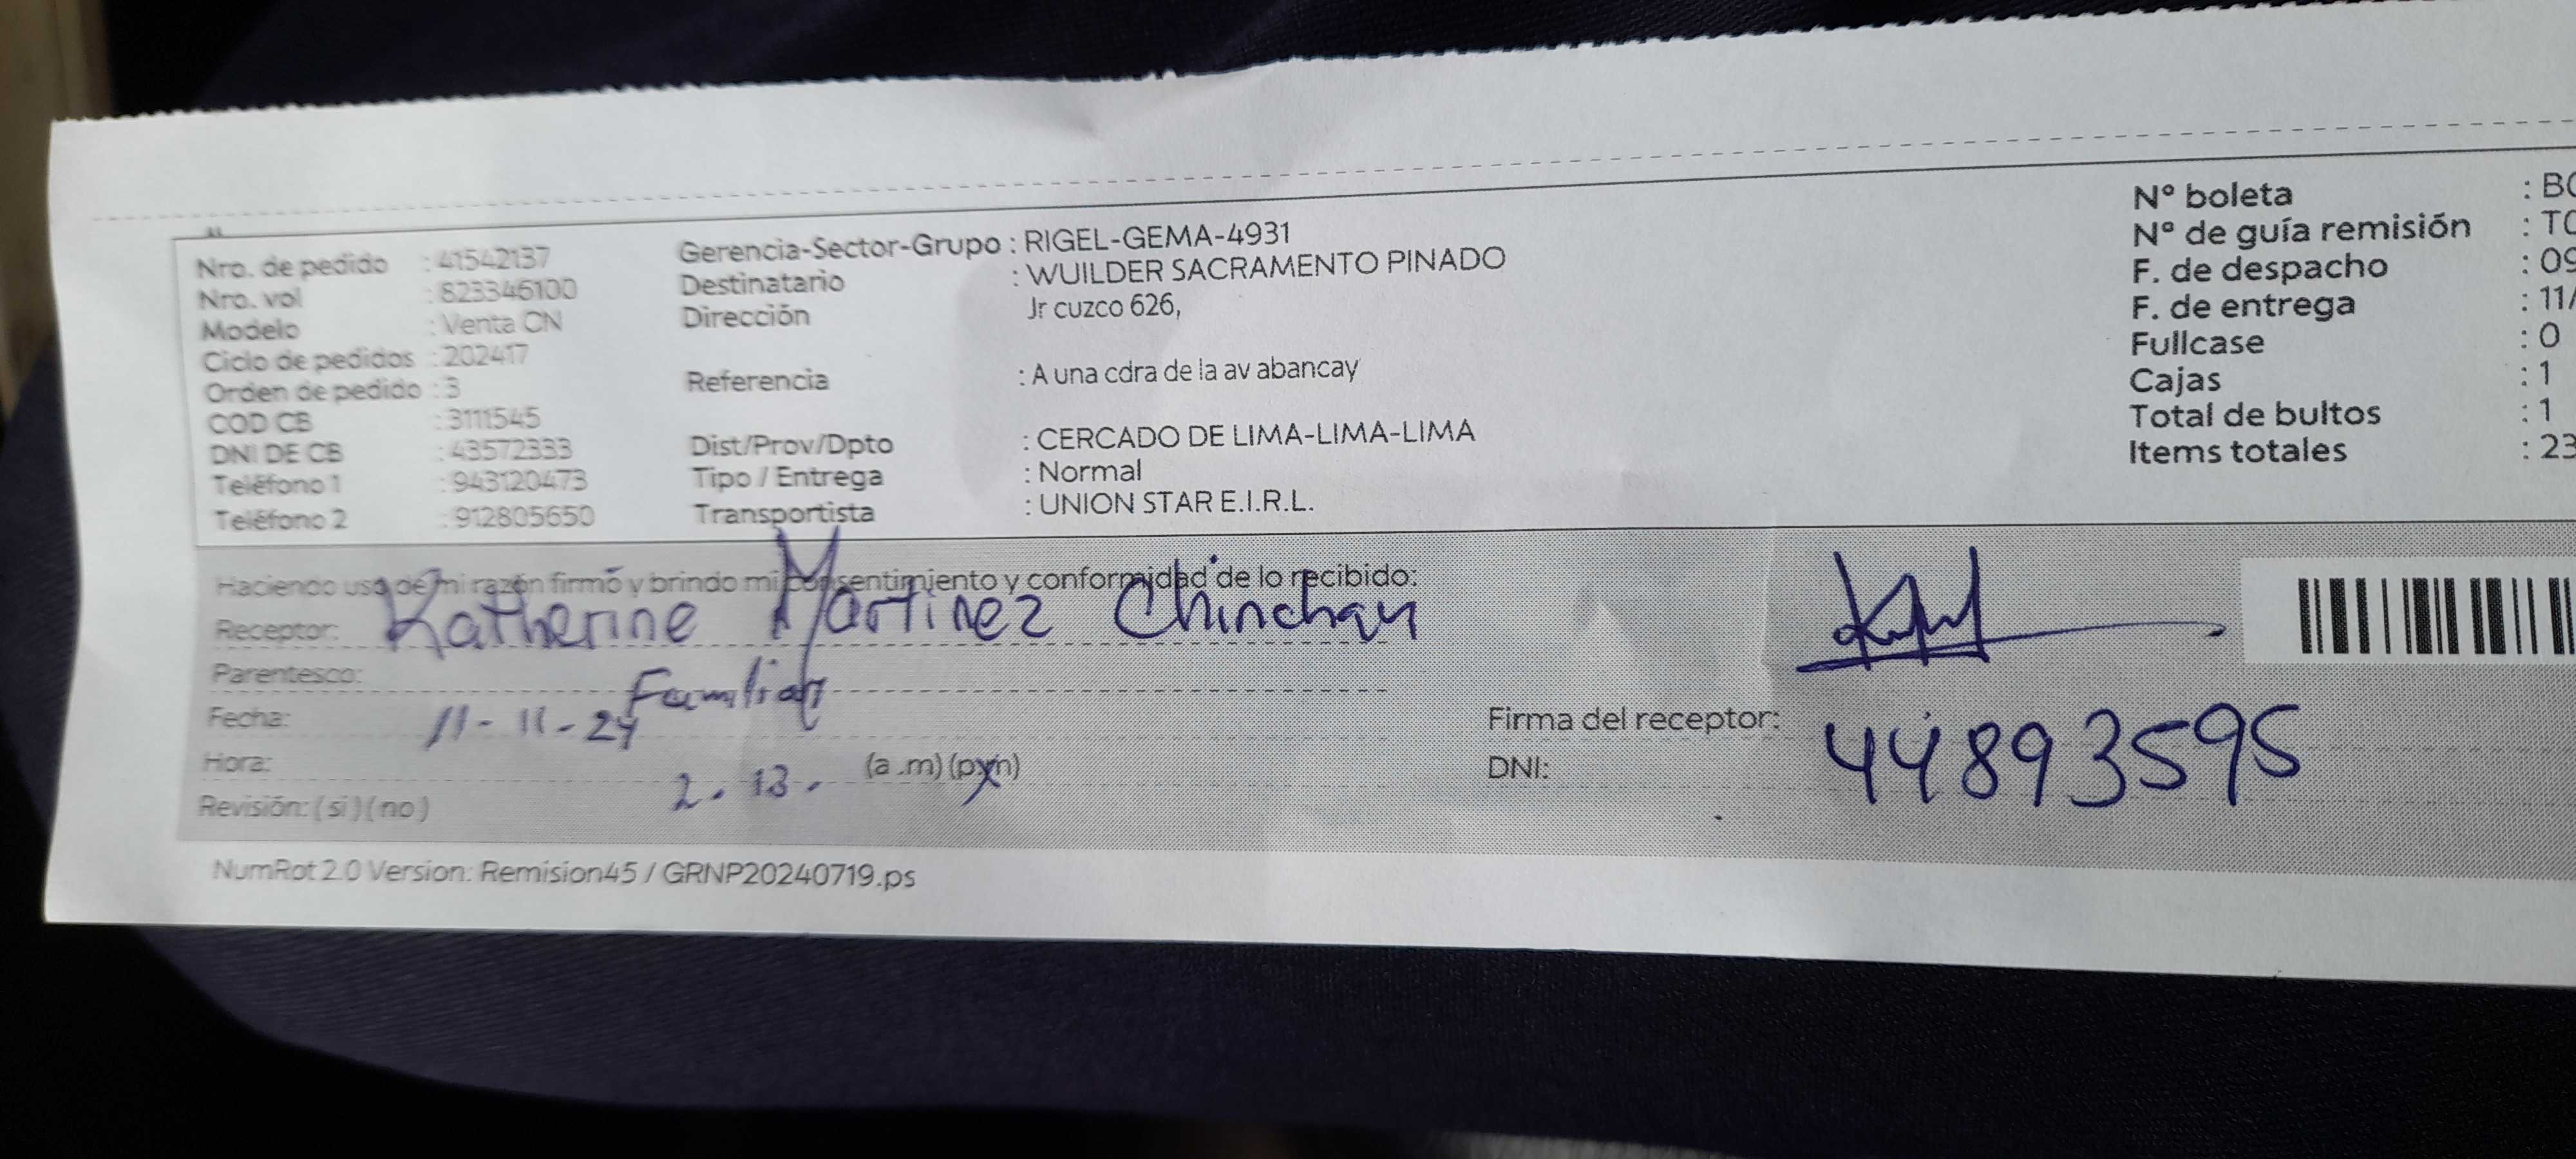 Nro. de pedido : 41542137
Nro. vol : 823346100
Modelo : Venta CN
Ciclo de pedidos : 202417
Orden de pedido : 3
COD CB : 3111545
DNI DE CB : 43572333
Teléfono 1 : 943120473
Teléfono 2 : 912805650
Gerencia-Sector-Grupo : RIGEL-GEMA-4931
Destinatario : WUILDER SACRAMENTO PINADO
Dirección Jr cuzco 626,
Referencia : A una cdra de la av abancay
Dist/Prov/Dpto : CERCADO DE LIMA-LIMA-LIMA
Tipo / Entrega : Normal
Transportista : UNION STAR E.I.R.L.
Nº boleta
Nº de guía remisión
F. de despacho : 09
F. de entrega : 11/
Fullcase : 0
Cajas : 1
Total de bultos : 1
Items totales : 23
Haciendo uso de mi razón firmo y brindo mi consentimiento y conformidad de lo recibido:
Receptor: Katherine Martinez Chinchay
Parentesco: Familiar
Fecha: 11-11-24
Hora: 2.13. (a .m) (p.m)
Revisión: ( si ) ( no )
Firma del receptor:
DNI: 44893595
NumRot 2.0 Version: Remision45 / GRNP20240719.ps